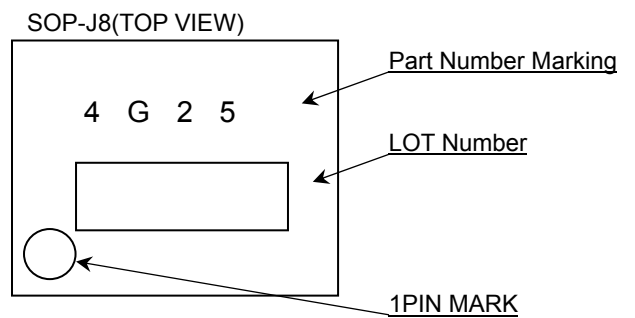 SOP-J8(TOP VIEW)
Part Number Marking
4 G 2 5
LOT Number
1PIN MARK